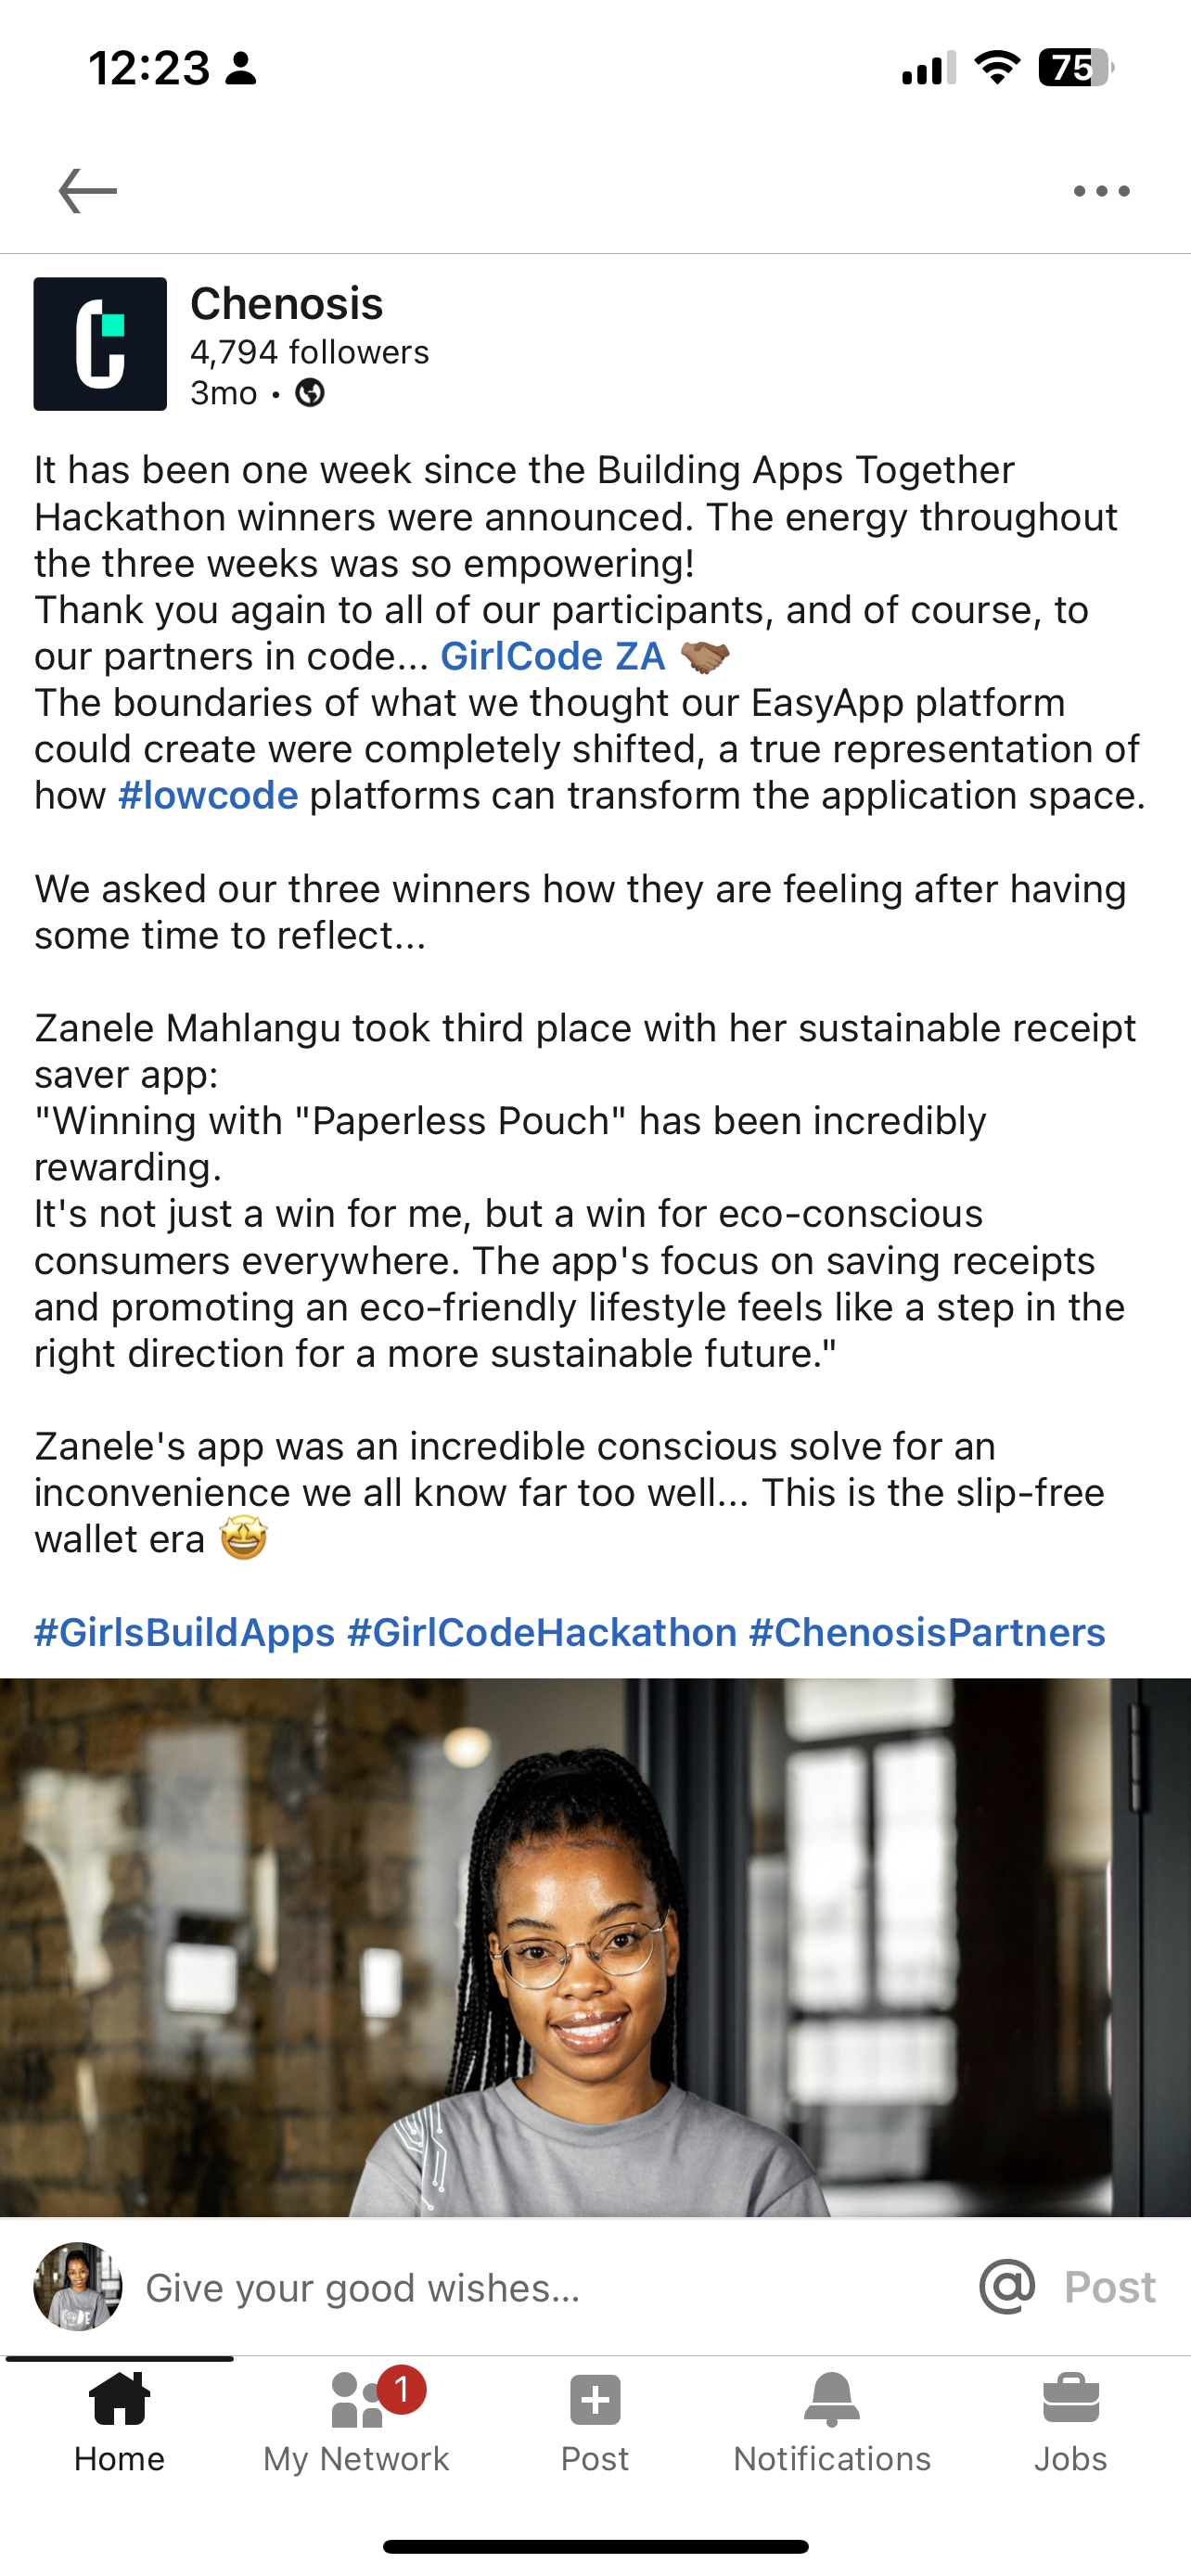 12:23
75
Chenosis
4,794 followers
3mo •
It has been one week since the Building Apps Together
Hackathon winners were announced. The energy throughout
the three weeks was so empowering!
Thank you again to all of our participants, and of course, to
our partners in code... GirlCode ZA 🤝🏽
The boundaries of what we thought our EasyApp platform
could create were completely shifted, a true representation of
how #lowcode platforms can transform the application space.
We asked our three winners how they are feeling after having
some time to reflect...
Zanele Mahlangu took third place with her sustainable receipt
saver app:
"Winning with "Paperless Pouch" has been incredibly
rewarding.
It's not just a win for me, but a win for eco-conscious
consumers everywhere. The app's focus on saving receipts
and promoting an eco-friendly lifestyle feels like a step in the
right direction for a more sustainable future."
Zanele's app was an incredible conscious solve for an
inconvenience we all know far too well... This is the slip-free
wallet era 🤩
#GirlsBuildApps #GirlCodeHackathon #ChenosisPartners
Give your good wishes...
@ Post
1
Home My Network Post Notifications Jobs